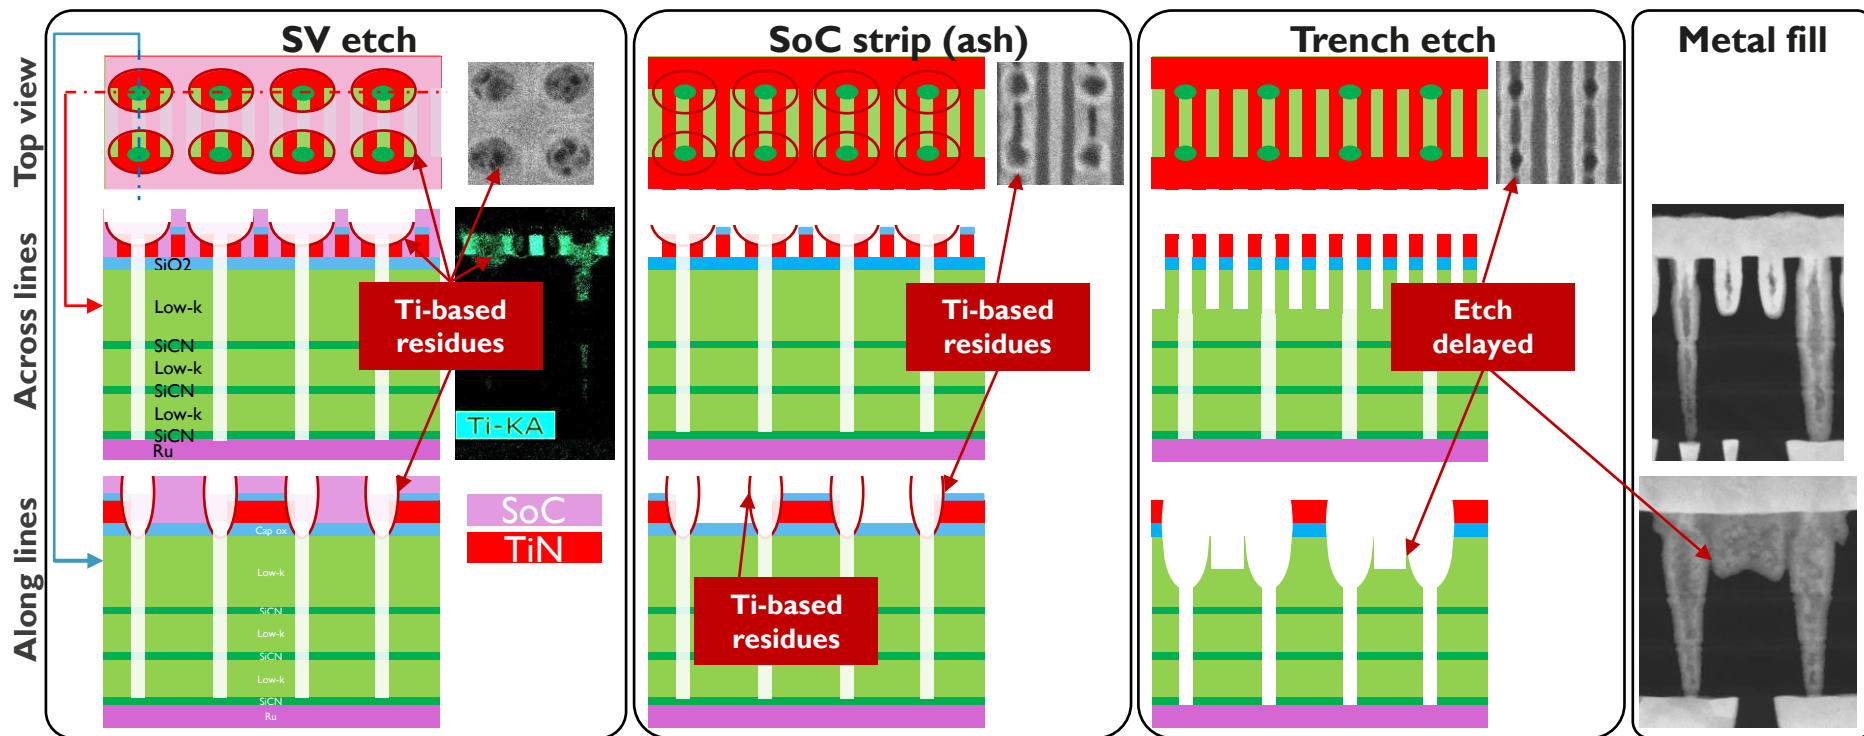 SV etch
SoC strip (ash)
Trench etch
Metal fill
Top view
Across lines
Along lines
SiO2
Low-k
SiCN
Low-k
SiCN
Low-k
SiCN
Ru
Ti-based
residues
Ti-KA
Ti-based
residues
Etch
delayed
Cap ox
Low-k
SiCN
Low-k
SiCN
Low-k
SiCN
Ru
SoC
TiN
Ti-based
residues